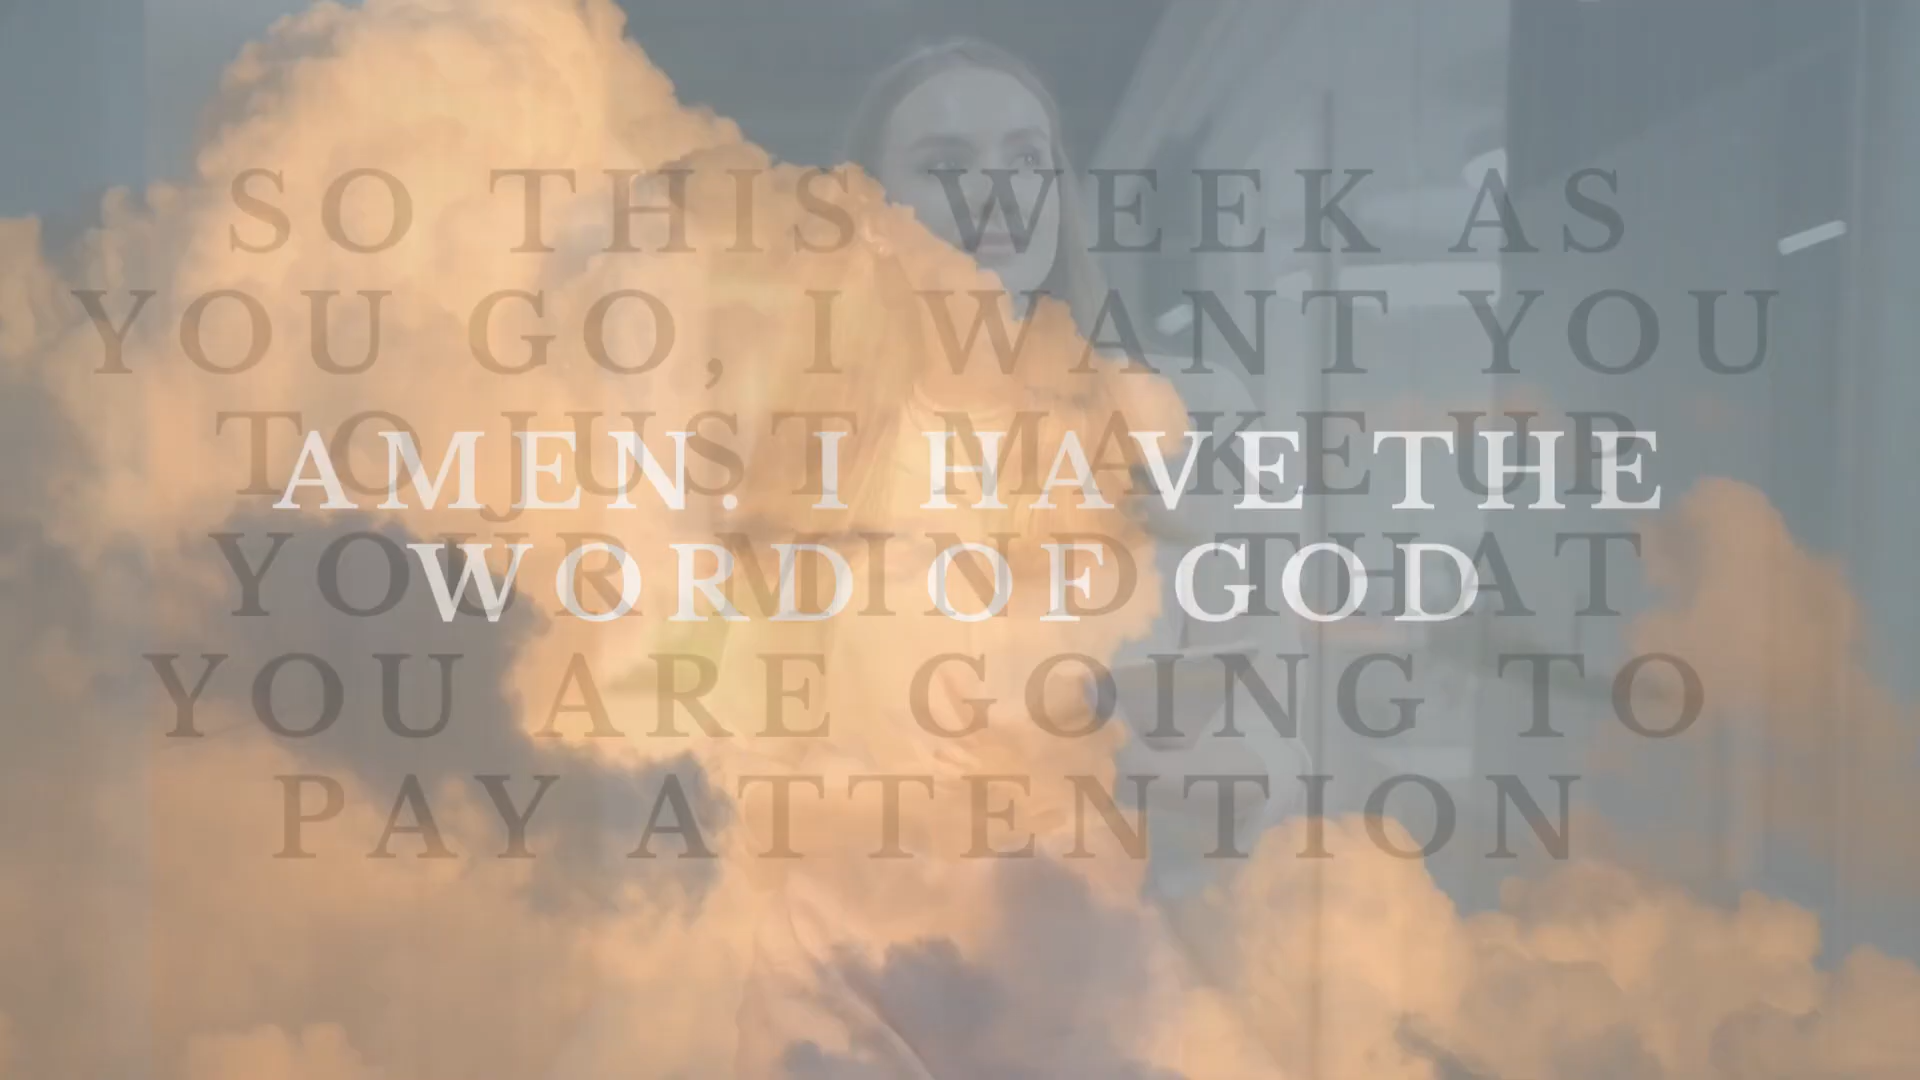 SO THIS WEEK AS
YOU GO, I WANT YOU
TO JUST MAKE UP
YOUR MIND THAT
YOU ARE GOING TO
PAY ATTENTION
AMEN. I HAVE THE
WORD OF GOD